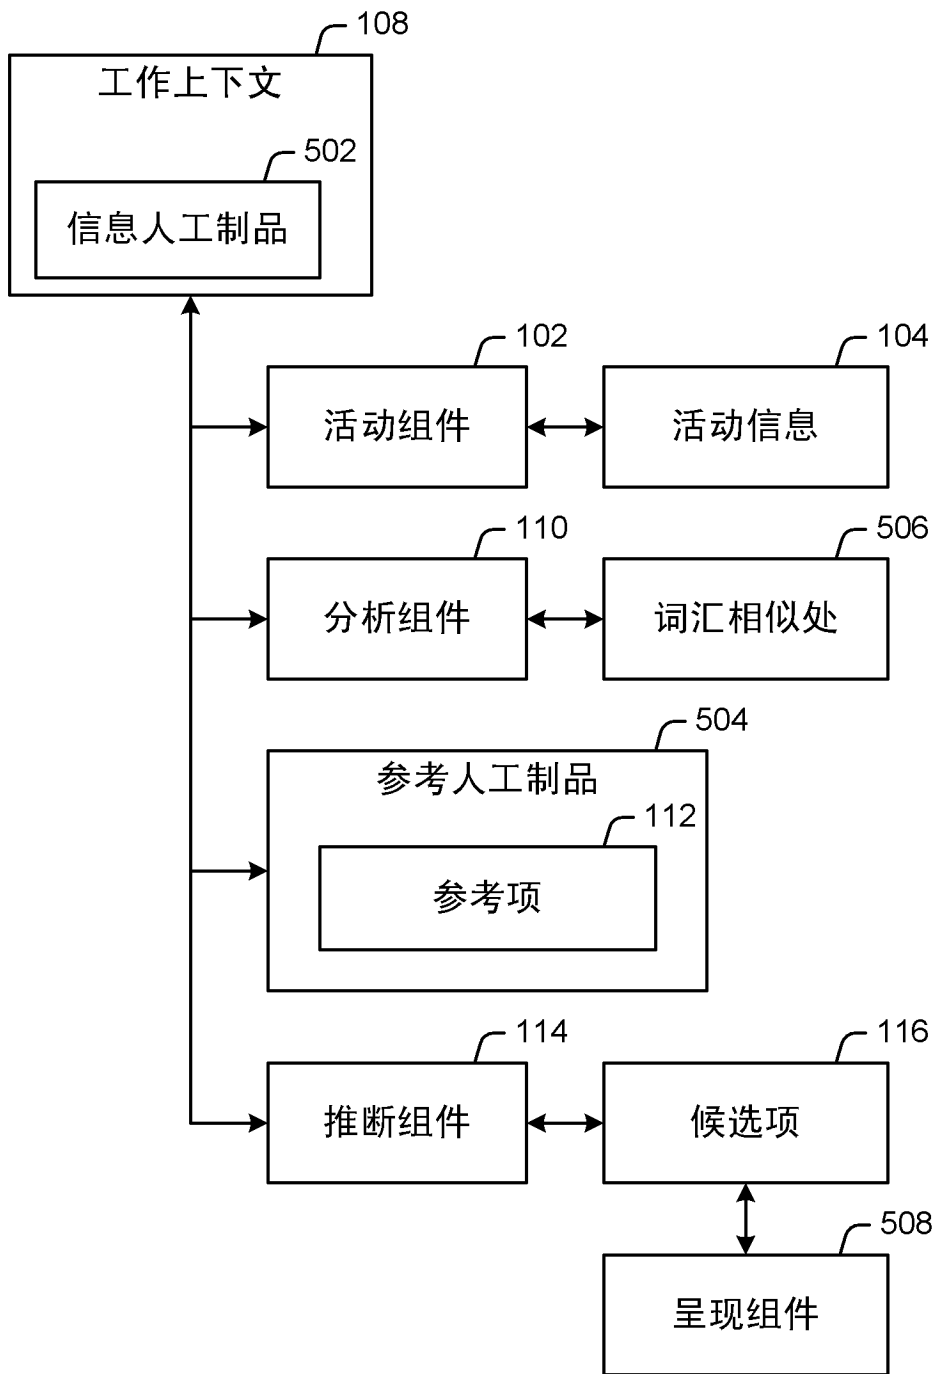 108
工作上下文
502
信息人工制品
102
104
活动组件
活动信息
110
506
分析组件
词汇相似处
504
参考人工制品
112
参考项
114
116
推断组件
候选项
508
呈现组件